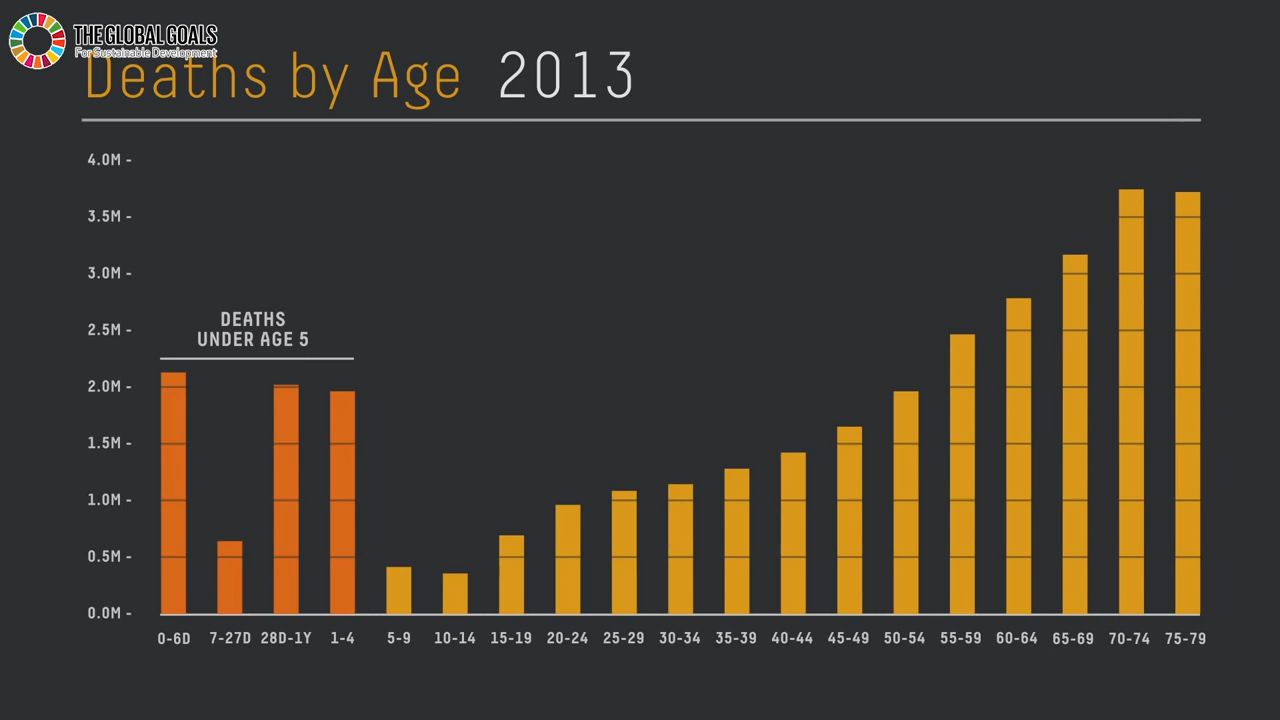 THE GLOBAL GOALS
For Sustainable Development
Deaths by Age 2013
4.0M -
3.5M -
3.0M -
2.5M -
2.0M -
1.5M -
1.0M -
0.5M -
0.0M -
DEATHS
UNDER AGE 5
0-6D 7-27D 28D-1Y 1-4 5-9 10-14 15-19 20-24 25-29 30-34 35-39 40-44 45-49 50-54 55-59 60-64 65-69 70-74 75-79